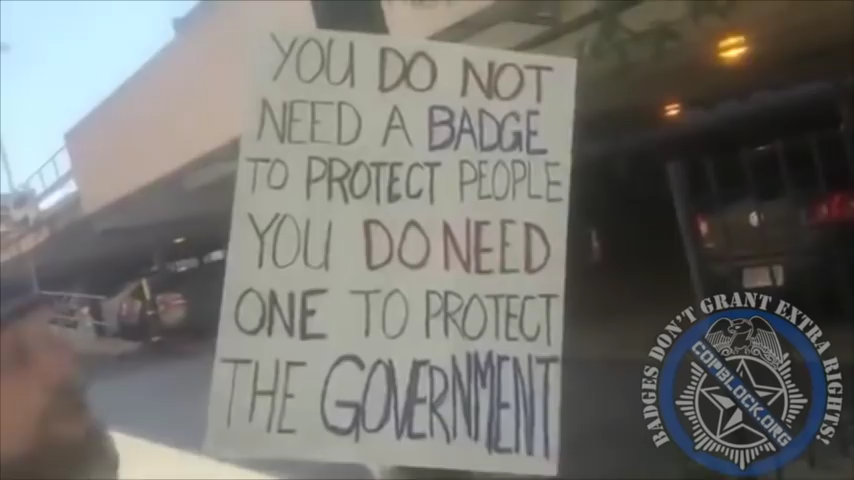 YOU DO NOT
NEED A BADGE
TO PROTECT PEOPLE
YOU DO NEED
ONE TO PROTECT
THE GOVERNMENT
BADGES DON'T GRANT EXTRA RIGHTS!
COPBLOCK.ORG